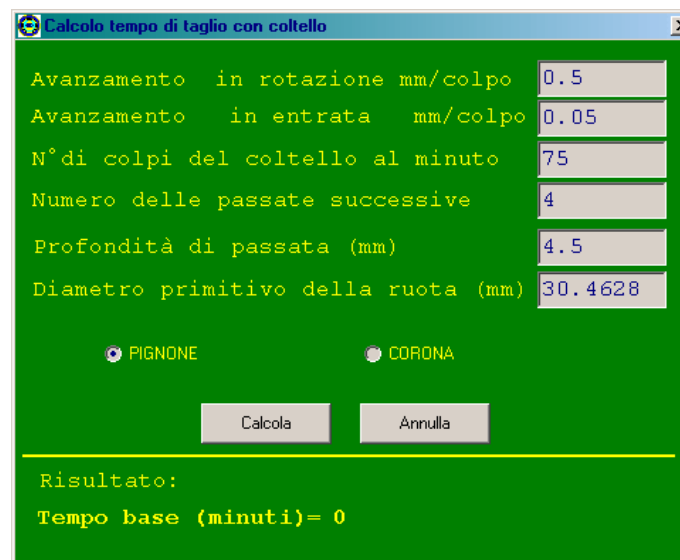 Calcolo tempo di taglio con coltello
Avanzamento in rotazione mm/colpo 0.5
Avanzamento in entrata mm/colpo 0.05
N°di colpi del coltello al minuto 75
Numero delle passate successive 4
Profondità di passata (mm) 4.5
Diametro primitivo della ruota (mm) 30.4628
PIGNONE CORONA
Calcola Annulla
Risultato:
Tempo base (minuti)= 0